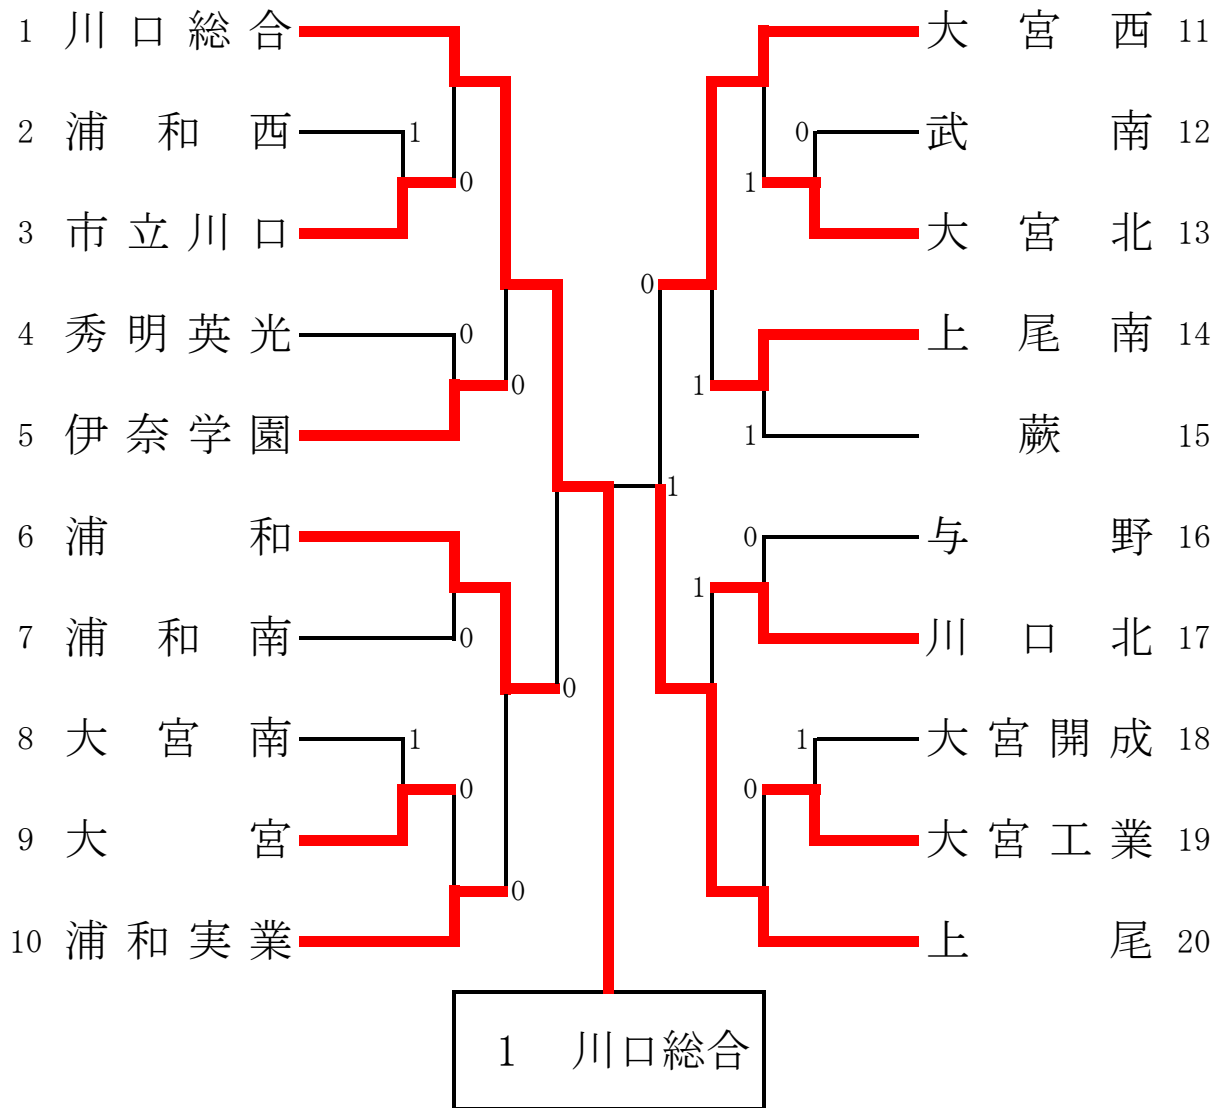 1 川口総合 大宮西 11
2 浦和西 1 0 武南 12
0 1
3 市立川口 大宮北 13
0
4 秀明英光 0 上尾南 14
0 1
5 伊奈学園 1 蕨 15
1
6 浦和 0 与野 16
1
7 浦和南 0 川口北 17
0
8 大宮南 1 1 大宮開成 18
0 0
9 大宮 大宮工業 19
0
10 浦和実業 上尾 20
1 川口総合